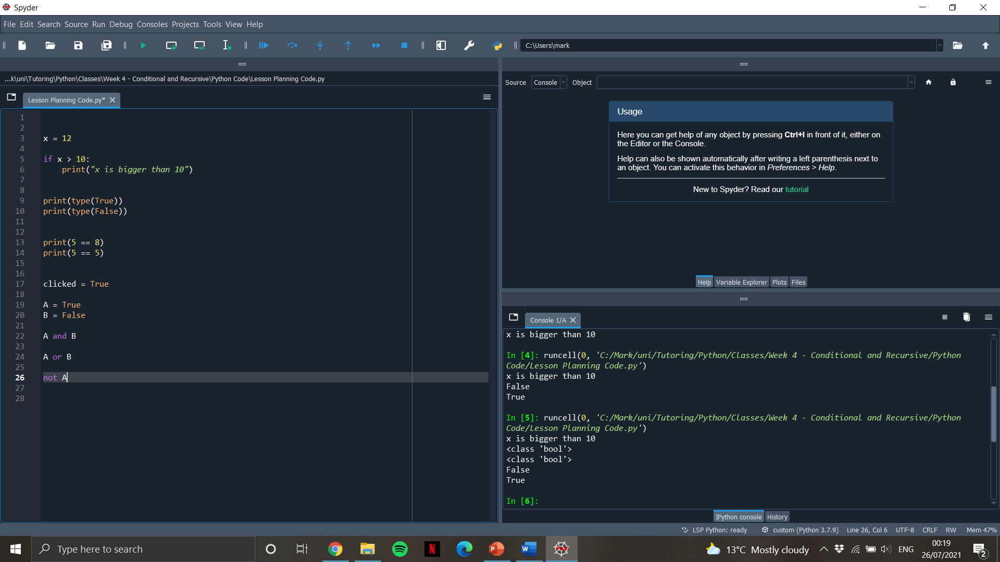 Spyder
File Edit Search Source Run Debug Consoles Projects Tools View Help
C:\Users\mark
...k\uni\Tutoring\Python\Classes\Week 4 - Conditional and Recursive\Python Code\Lesson Planning Code.py
Lesson Planning Code.py*
1
2
3 x = 12
4
5 if x > 10:
6 print("x is bigger than 10")
7
8
9 print(type(True))
10 print(type(False))
11
12
13 print(5 == 8)
14 print(5 == 5)
15
16
17 clicked = True
18
19 A = True
20 B = False
21
22 A and B
23
24 A or B
25
26 not A
27
28
Source Console Object
Usage
Here you can get help of any object by pressing Ctrl+I in front of it, either on
the Editor or the Console.
Help can also be shown automatically after writing a left parenthesis next to
an object. You can activate this behavior in Preferences > Help.
New to Spyder? Read our tutorial
Help Variable Explorer Plots Files
Console 1/A
x is bigger than 10
In [4]: runcell(0, 'C:/Mark/uni/Tutoring/Python/Classes/Week 4 - Conditional and Recursive/Python
Code/Lesson Planning Code.py')
x is bigger than 10
False
True
In [5]: runcell(0, 'C:/Mark/uni/Tutoring/Python/Classes/Week 4 - Conditional and Recursive/Python
Code/Lesson Planning Code.py')
x is bigger than 10
<class 'bool'>
<class 'bool'>
False
True
In [6]:
IPython console History
LSP Python: ready custom (Python 3.7.9) Line 26, Col 6 UTF-8 CRLF RW Mem 47%
Type here to search
N
P
W
13°C Mostly cloudy
ENG
00:19
26/07/2021
2